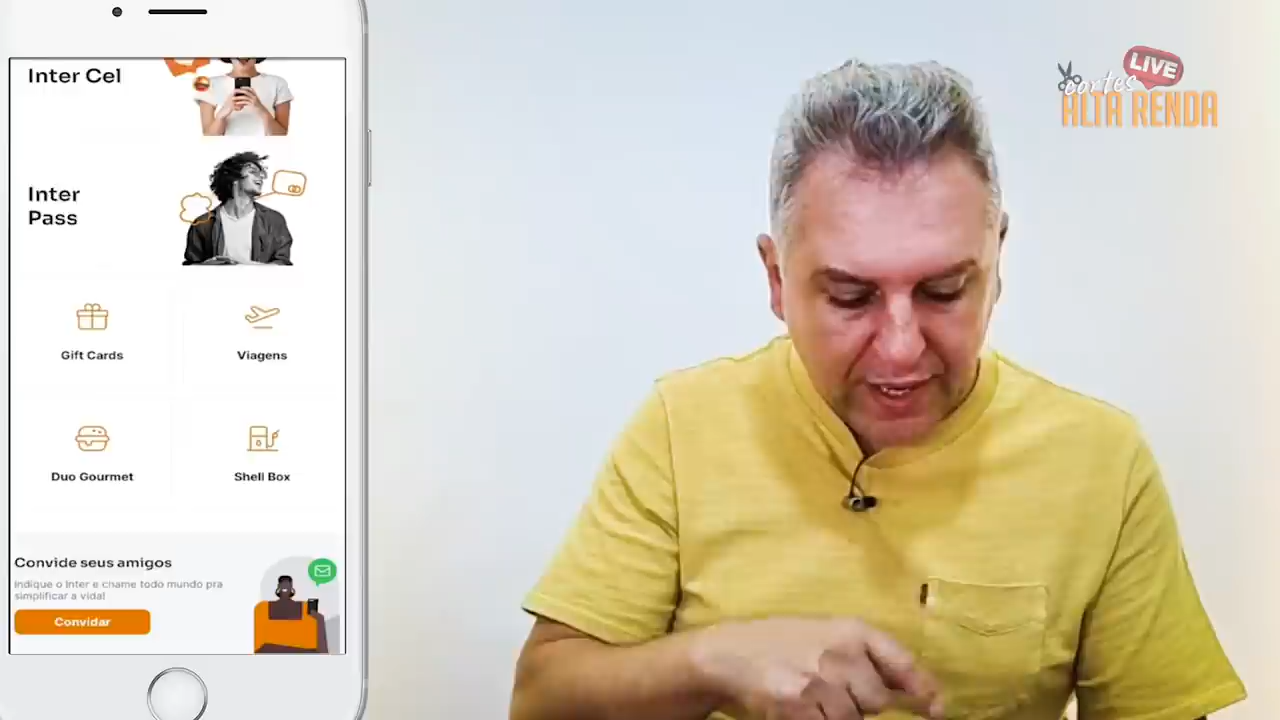 Inter Cel
Inter
Pass
Gift Cards
Viagens
Duo Gourmet
Shell Box
Convide seus amigos
Indique o Inter e chame todo mundo pra
simplificar a vida!
Convidar
LIVE
cortes
ALTA RENDA